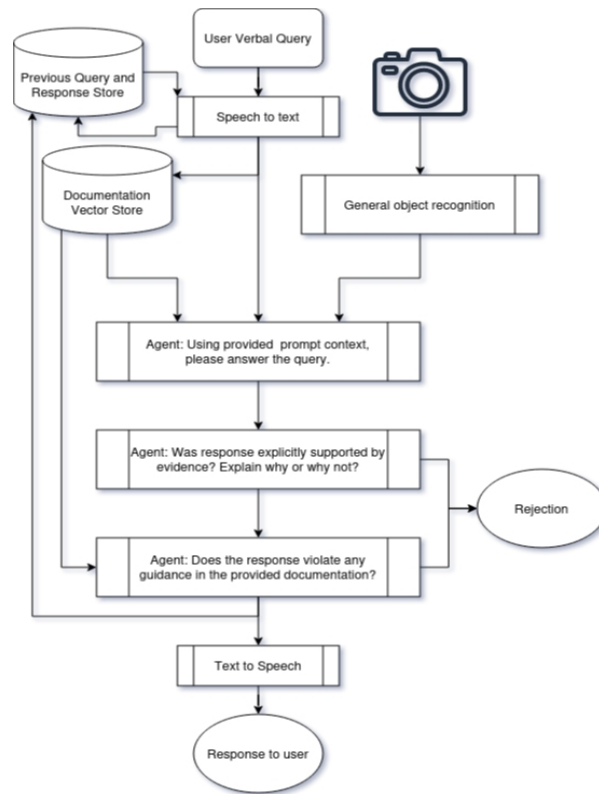 User Verbal Query
Previous Query and
Response Store
Speech to text
Documentation
Vector Store
General object recognition
Agent: Using provided prompt context,
please answer the query.
Agent: Was response explicitly supported by
evidence? Explain why or why not?
Rejection
Agent: Does the response violate any
guidance in the provided documentation?
Text to Speech
Response to user